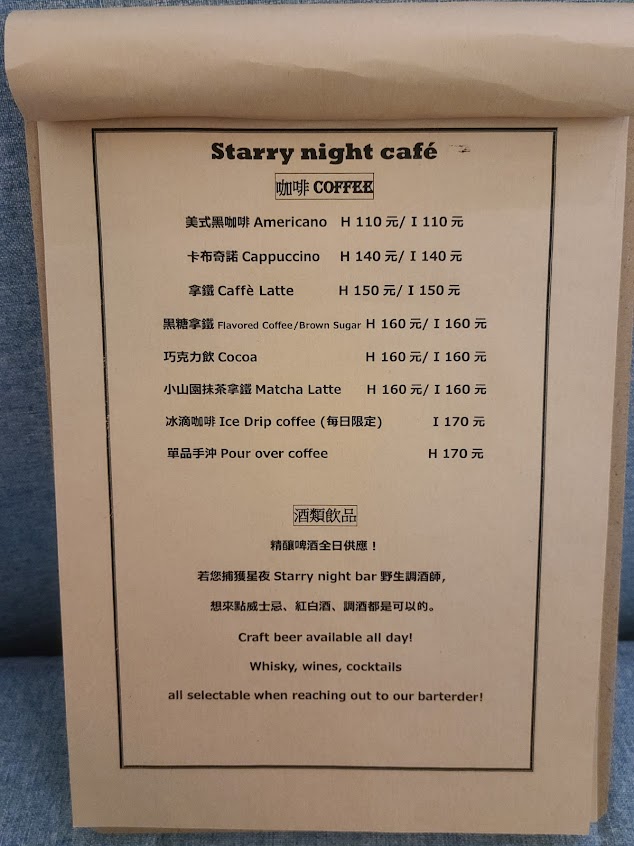 Starry night café
咖啡 COFFEE
美式黑咖啡 Americano H 110 元/ I 110 元
卡布奇諾 Cappuccino H 140 元/ I 140 元
拿鐵 Caffè Latte H 150 元/ I 150 元
黑糖拿鐵 Flavored Coffee/Brown Sugar H 160 元/ I 160 元
巧克力飲 Cocoa H 160 元/ I 160 元
小山園抹茶拿鐵 Matcha Latte H 160 元/ I 160 元
冰滴咖啡 Ice Drip coffee (每日限定) I 170 元
單品手沖 Pour over coffee H 170 元
酒類飲品
精釀啤酒全日供應！
若您捕獲星夜 Starry night bar 野生調酒師,
想來點威士忌、紅白酒、調酒都是可以的。
Craft beer available all day!
Whisky, wines, cocktails
all selectable when reaching out to our barterder!